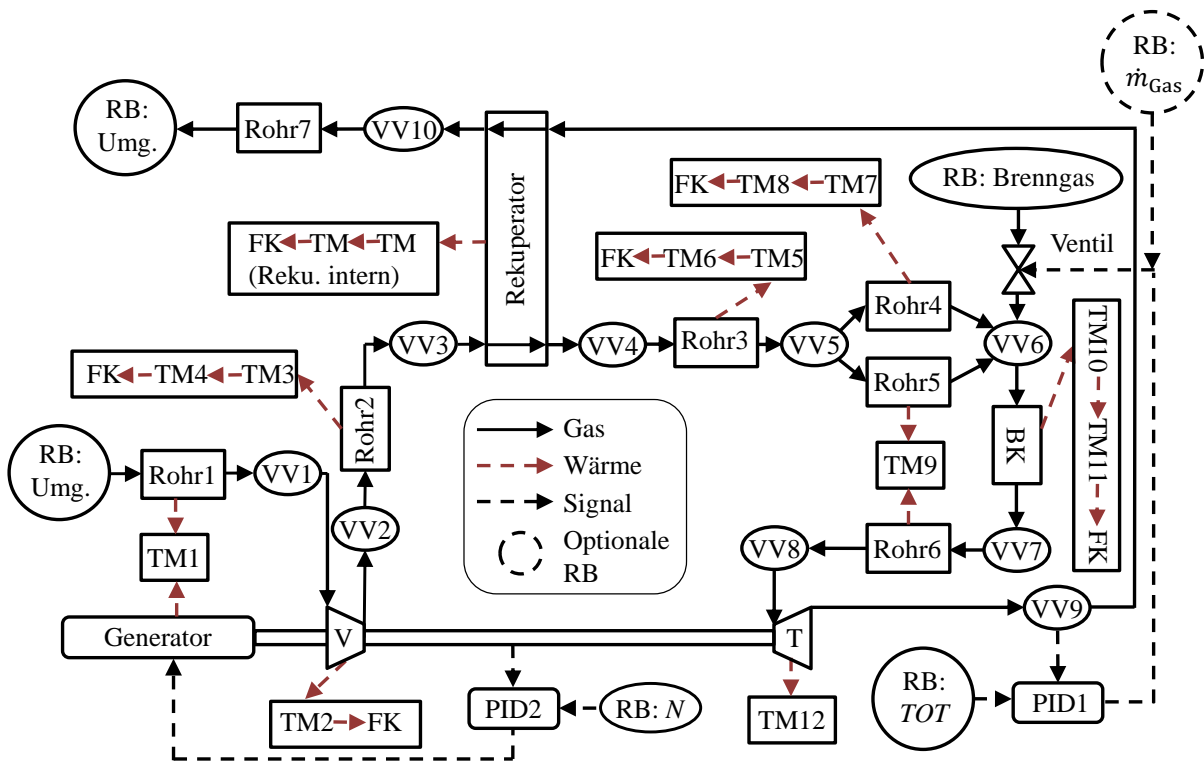 RB:
ṁGas
RB:
Umg.
Rohr7
VV10
Rekuperator
FK TM8 TM7
RB: Brenngas
Ventil
FK TM TM
(Reku. intern)
FK TM6 TM5
Rohr4
VV3
VV4
Rohr3
VV5
VV6
Rohr5
TM10 TM11 FK
FK TM4 TM3
Rohr2
BK
Gas
Wärme
Signal
Optionale
RB
TM9
RB:
Umg.
Rohr1
VV1
VV2
TM1
VV8
Rohr6
VV7
Generator
V
T
VV9
TM2 FK
PID2
RB: N
TM12
RB:
TOT
PID1